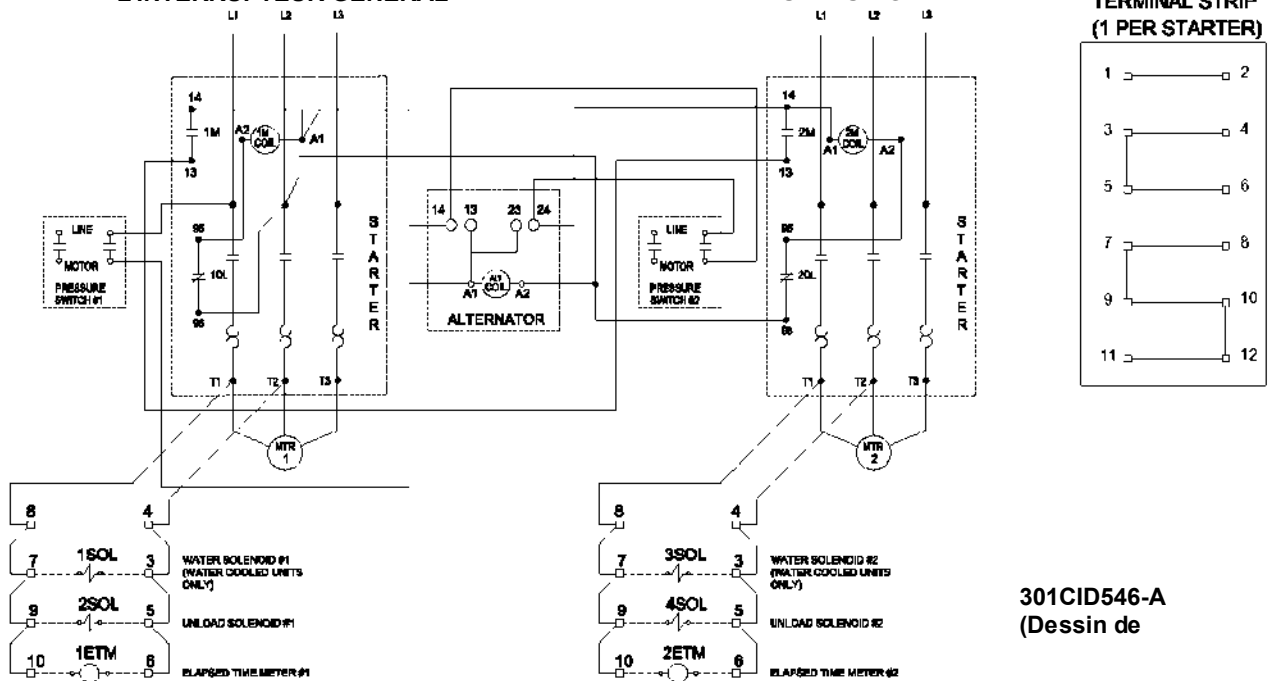 L1 L2 L3
L1 L2 L3
TERMINAL STRIP
(1 PER STARTER)
1 2
3 4
5 6
7 8
9 10
11 12
14
1M
A2
1M
COIL
A1
13
95
1OL
96
STARTER
T1 T2 T3
MTR
1
LINE
MOTOR
PRESSURE
SWITCH #1
14 13 23 24
A1
ALT
COIL
A2
ALTERNATOR
LINE
MOTOR
PRESSURE
SWITCH #2
14
2M
A1
2M
COIL
A2
13
2OL
STARTER
T1 T2 T3
MTR
2
8 4
7 1SOL 3
WATER SOLENOID #1
(WATER COOLED UNITS
ONLY)
9 2SOL 5
UNLOAD SOLENOID #1
10 1ETM 6
ELAPSED TIME METER #1
8 4
7 3SOL 3
WATER SOLENOID #2
(WATER COOLED UNITS
ONLY)
9 4SOL 5
UNLOAD SOLENOID #2
10 2ETM 6
ELAPSED TIME METER #2
301CID546-A
(Dessin de